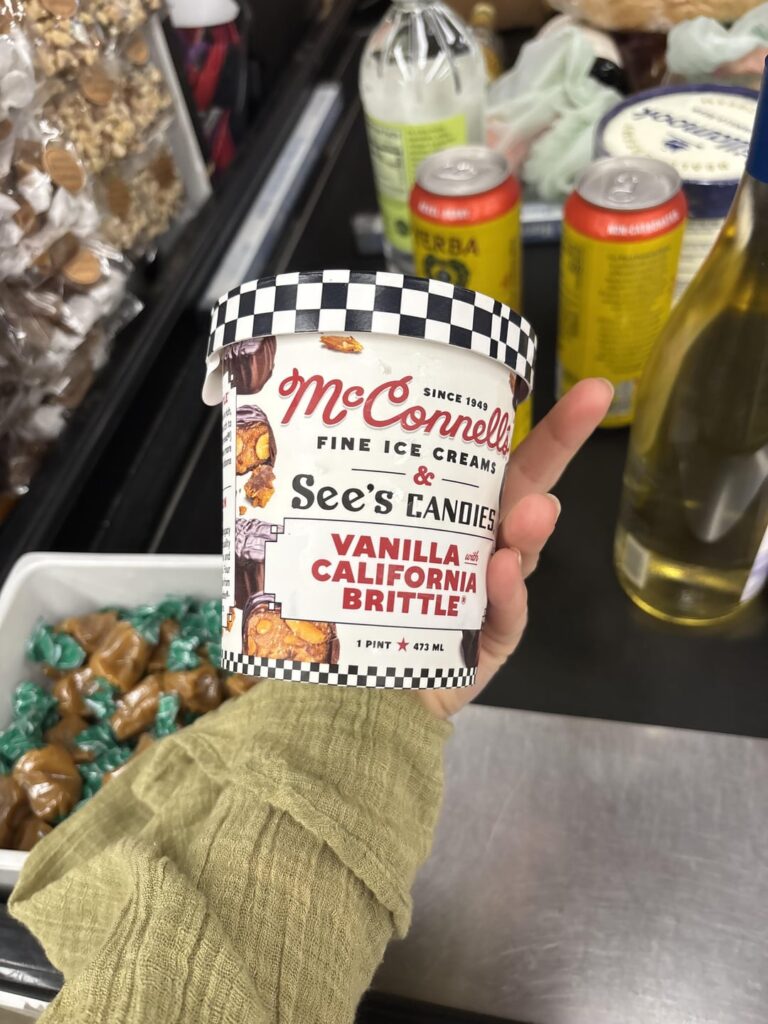 SINCE 1949
McConnell's
FINE ICE CREAMS
&
See's CANDIES
VANILLA with
CALIFORNIA
BRITTLE®
1 PINT ★ 473 ML
YERBA